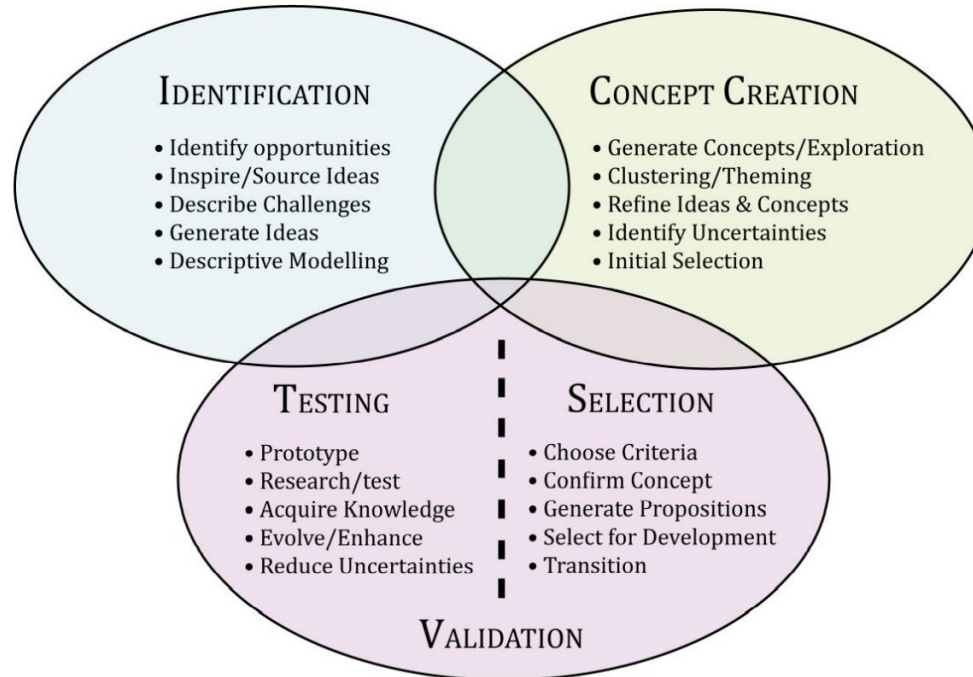 IDENTIFICATION
• Identify opportunities
• Inspire/Source Ideas
• Describe Challenges
• Generate Ideas
• Descriptive Modelling
CONCEPT CREATION
• Generate Concepts/Exploration
• Clustering/Theming
• Refine Ideas & Concepts
• Identify Uncertainties
• Initial Selection
TESTING
• Prototype
• Research/test
• Acquire Knowledge
• Evolve/Enhance
• Reduce Uncertainties
SELECTION
• Choose Criteria
• Confirm Concept
• Generate Propositions
• Select for Development
• Transition
VALIDATION